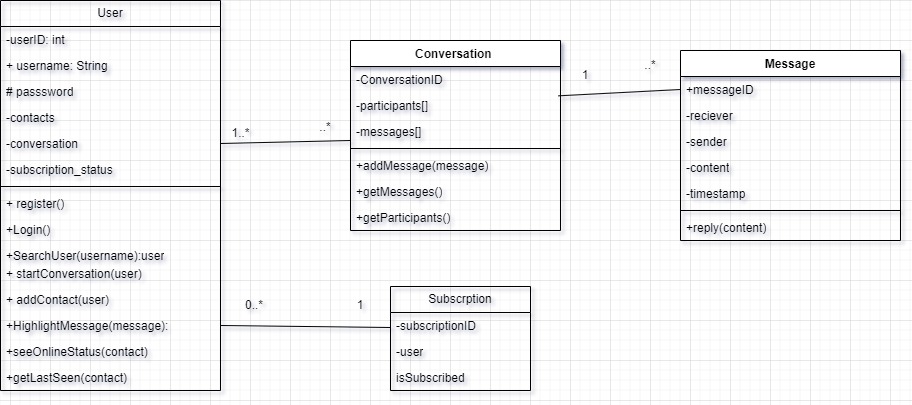 User
-userID: int
+ username: String
# passsword
-contacts
-conversation
-subscription_status
+ register()
+Login()
+SearchUser(username):user
+ startConversation(user)
+ addContact(user)
+HighlightMessage(message):
+seeOnlineStatus(contact)
+getLastSeen(contact)
1..*
..*
Conversation
-ConversationID
-participants[]
-messages[]
+addMessage(message)
+getMessages()
+getParticipants()
1
..*
Message
+messageID
-reciever
-sender
-content
-timestamp
+reply(content)
0..*
1
Subscrption
-subscriptionID
-user
isSubscribed